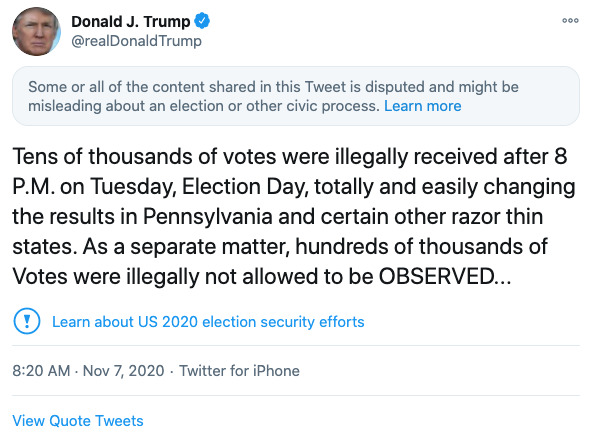 Donald J. Trump
@realDonaldTrump
Some or all of the content shared in this Tweet is disputed and might be
misleading about an election or other civic process. Learn more
Tens of thousands of votes were illegally received after 8
P.M. on Tuesday, Election Day, totally and easily changing
the results in Pennsylvania and certain other razor thin
states. As a separate matter, hundreds of thousands of
Votes were illegally not allowed to be OBSERVED...
Learn about US 2020 election security efforts
8:20 AM · Nov 7, 2020 · Twitter for iPhone
View Quote Tweets